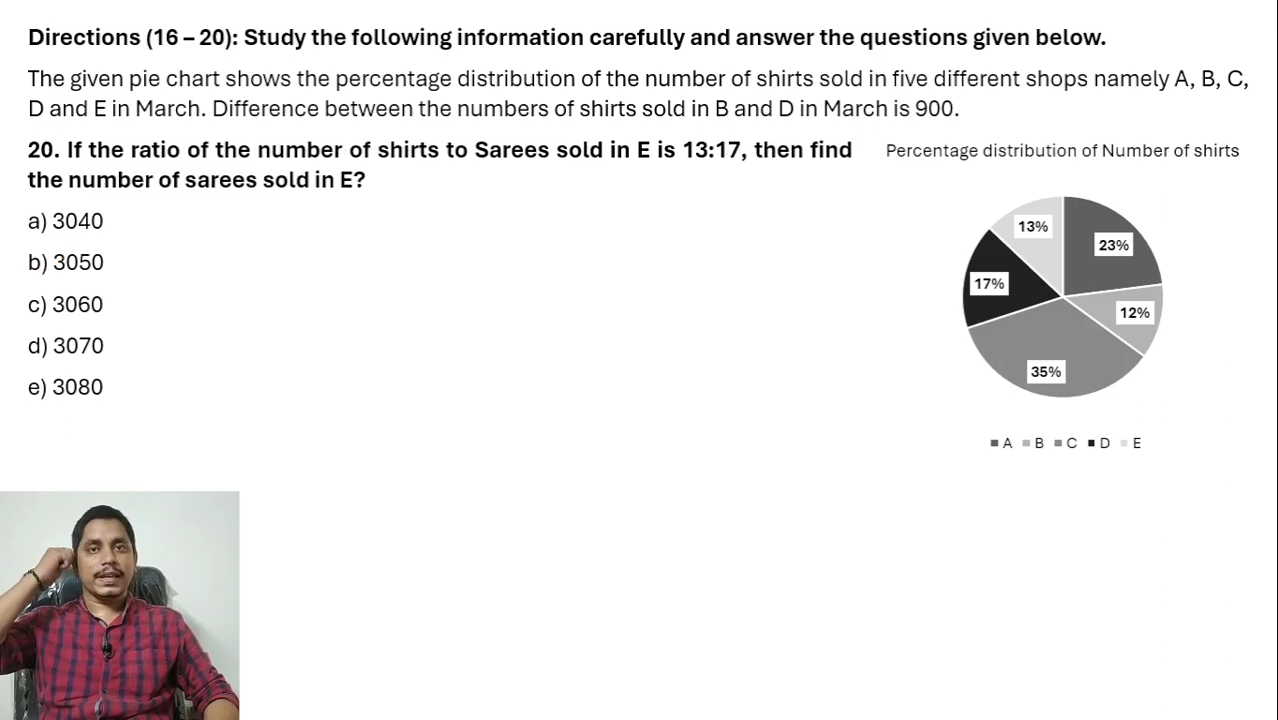 Directions (16 – 20): Study the following information carefully and answer the questions given below.
The given pie chart shows the percentage distribution of the number of shirts sold in five different shops namely A, B, C,
D and E in March. Difference between the numbers of shirts sold in B and D in March is 900.
20. If the ratio of the number of shirts to Sarees sold in E is 13:17, then find
the number of sarees sold in E?
a) 3040
b) 3050
c) 3060
d) 3070
e) 3080
Percentage distribution of Number of shirts
13%
23%
17%
12%
35%
A B C D E